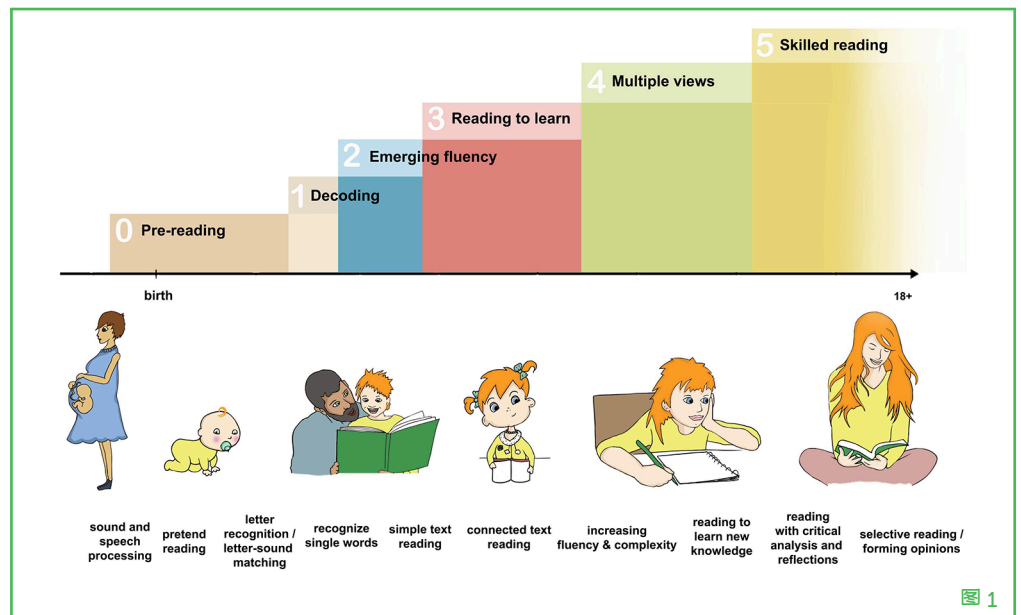 5 Skilled reading
4 Multiple views
3 Reading to learn
2 Emerging fluency
1 Decoding
0 Pre-reading
birth
18+
sound and
speech
processing
pretend
reading
letter
recognition /
letter-sound
matching
recognize
single words
simple text
reading
connected text
reading
increasing
fluency & complexity
reading to
learn new
knowledge
reading
with critical
analysis and
reflections
selective reading /
forming opinions
图 1